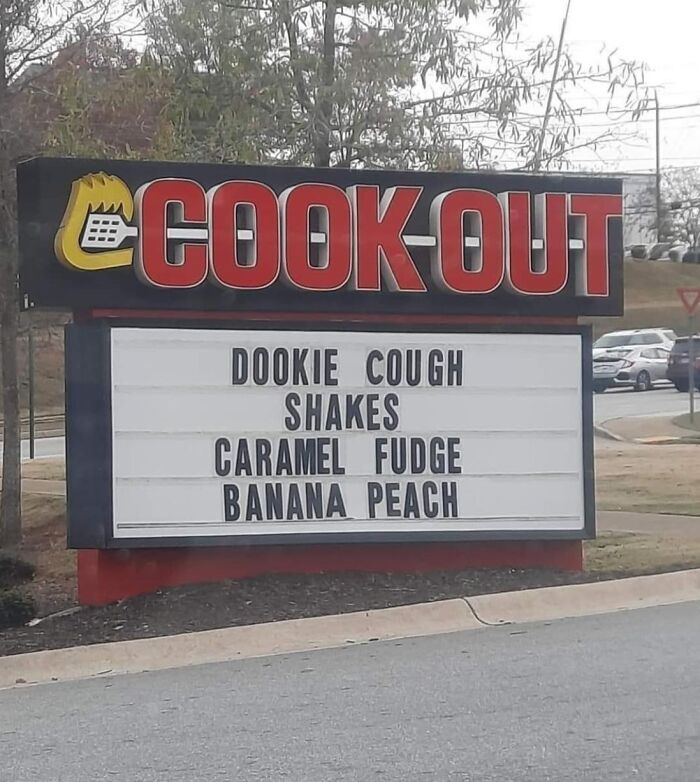 COOK-OUT
DOOKIE COUGH
SHAKES
CARAMEL FUDGE
BANANA PEACH